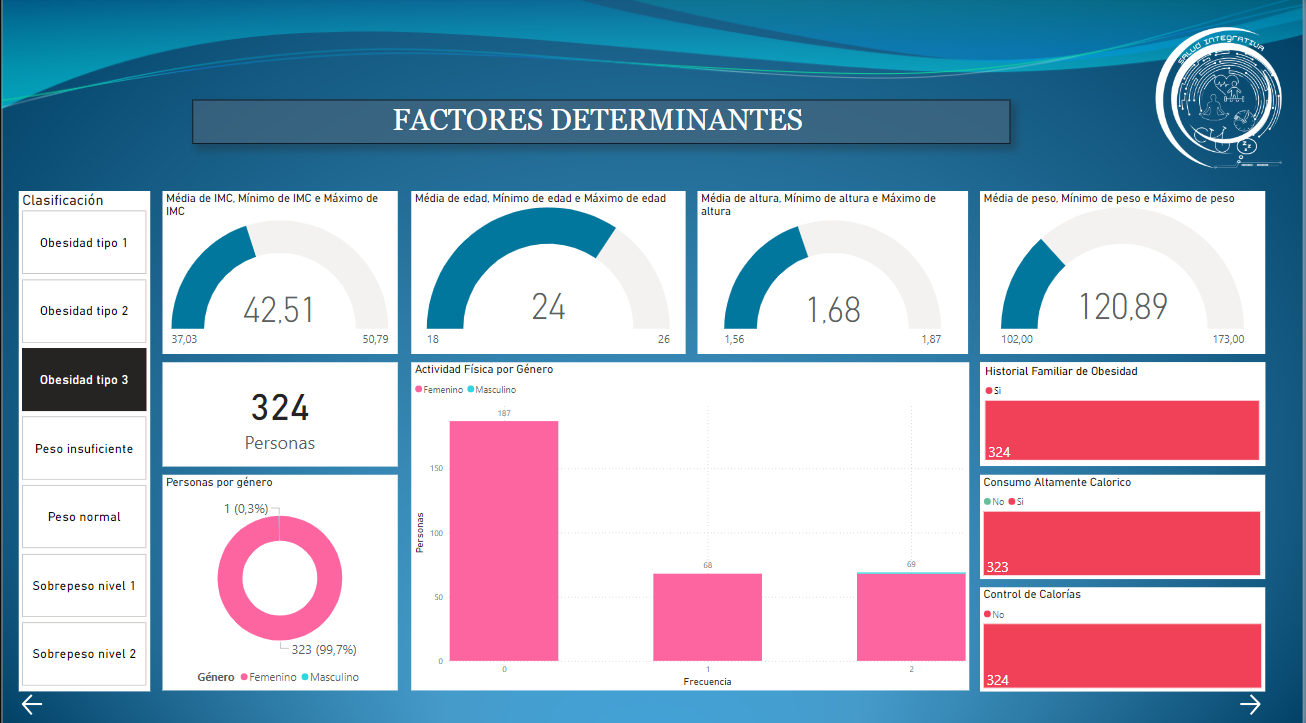 SALUD INTEGRATIVA
FACTORES DETERMINANTES
Clasificación
Obesidad tipo 1
Obesidad tipo 2
Obesidad tipo 3
Peso insuficiente
Peso normal
Sobrepeso nivel 1
Sobrepeso nivel 2
Média de IMC, Mínimo de IMC e Máximo de
IMC
42,51
37,03
50,79
Média de edad, Mínimo de edad e Máximo de edad
24
18
26
Média de altura, Mínimo de altura e Máximo de
altura
1,68
1,56
1,87
Média de peso, Mínimo de peso e Máximo de peso
120,89
102,00
173,00
324
Personas
Personas por género
1 (0,3%)
323 (99,7%)
Género Femenino Masculino
Actividad Física por Género
Femenino Masculino
187
68
69
150
100
50
0
Personas
0
1
2
Frecuencia
Historial Familiar de Obesidad
Si
324
Consumo Altamente Calorico
No Si
323
Control de Calorías
No
324